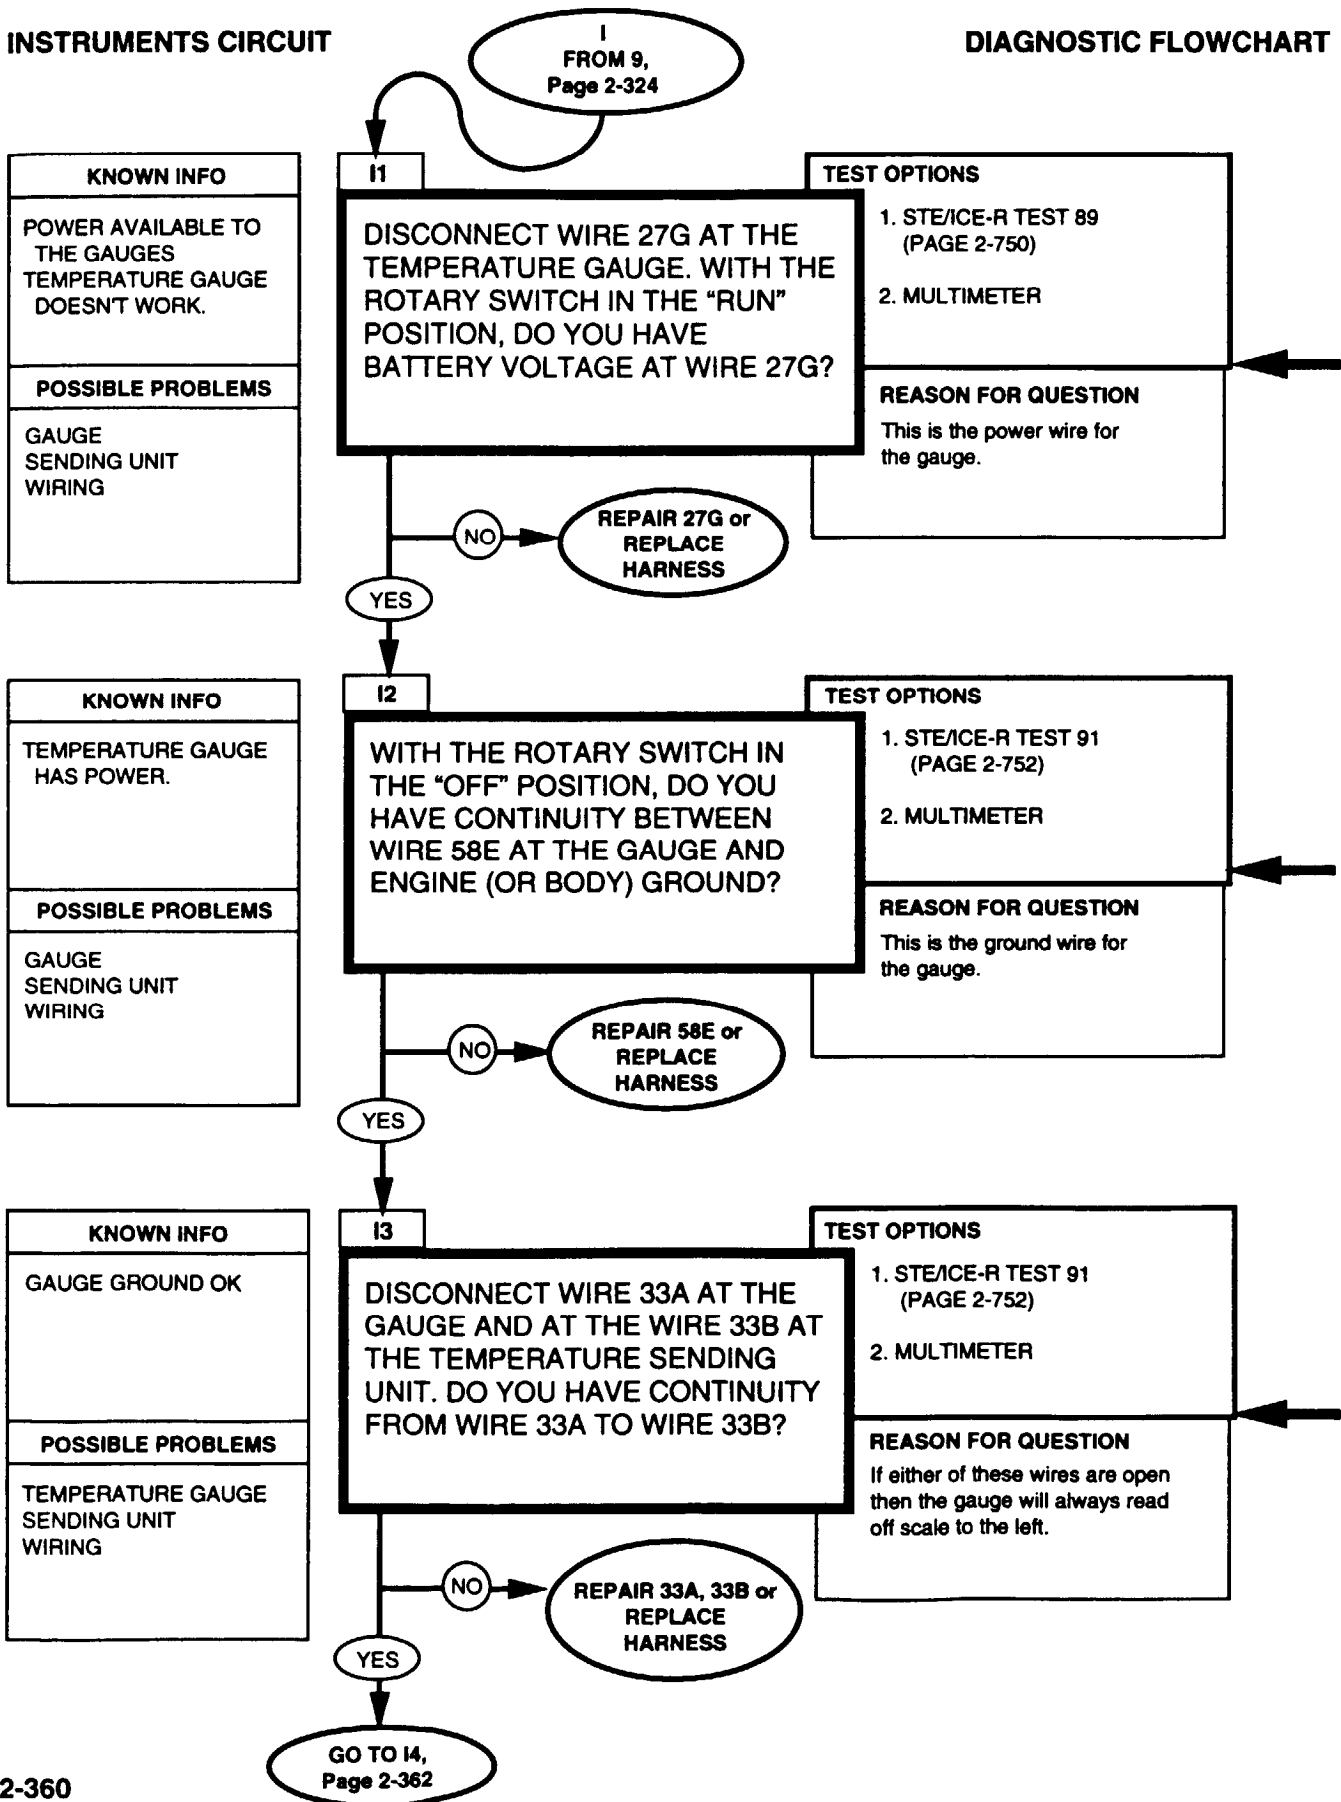 INSTRUMENTS CIRCUIT
DIAGNOSTIC FLOWCHART
I
FROM 9,
Page 2-324
KNOWN INFO
POWER AVAILABLE TO
THE GAUGES
TEMPERATURE GAUGE
DOESN'T WORK.
POSSIBLE PROBLEMS
GAUGE
SENDING UNIT
WIRING
I1
DISCONNECT WIRE 27G AT THE
TEMPERATURE GAUGE. WITH THE
ROTARY SWITCH IN THE “RUN”
POSITION, DO YOU HAVE
BATTERY VOLTAGE AT WIRE 27G?
TEST OPTIONS
1. STE/ICE-R TEST 89
(PAGE 2-750)
2. MULTIMETER
REASON FOR QUESTION
This is the power wire for
the gauge.
NO
REPAIR 27G or
REPLACE
HARNESS
YES
KNOWN INFO
TEMPERATURE GAUGE
HAS POWER.
POSSIBLE PROBLEMS
GAUGE
SENDING UNIT
WIRING
I2
WITH THE ROTARY SWITCH IN
THE “OFF” POSITION, DO YOU
HAVE CONTINUITY BETWEEN
WIRE 58E AT THE GAUGE AND
ENGINE (OR BODY) GROUND?
TEST OPTIONS
1. STE/ICE-R TEST 91
(PAGE 2-752)
2. MULTIMETER
REASON FOR QUESTION
This is the ground wire for
the gauge.
NO
REPAIR 58E or
REPLACE
HARNESS
YES
KNOWN INFO
GAUGE GROUND OK
POSSIBLE PROBLEMS
TEMPERATURE GAUGE
SENDING UNIT
WIRING
I3
DISCONNECT WIRE 33A AT THE
GAUGE AND AT THE WIRE 33B AT
THE TEMPERATURE SENDING
UNIT. DO YOU HAVE CONTINUITY
FROM WIRE 33A TO WIRE 33B?
TEST OPTIONS
1. STE/ICE-R TEST 91
(PAGE 2-752)
2. MULTIMETER
REASON FOR QUESTION
If either of these wires are open
then the gauge will always read
off scale to the left.
NO
REPAIR 33A, 33B or
REPLACE
HARNESS
YES
GO TO I4,
Page 2-362
2-360